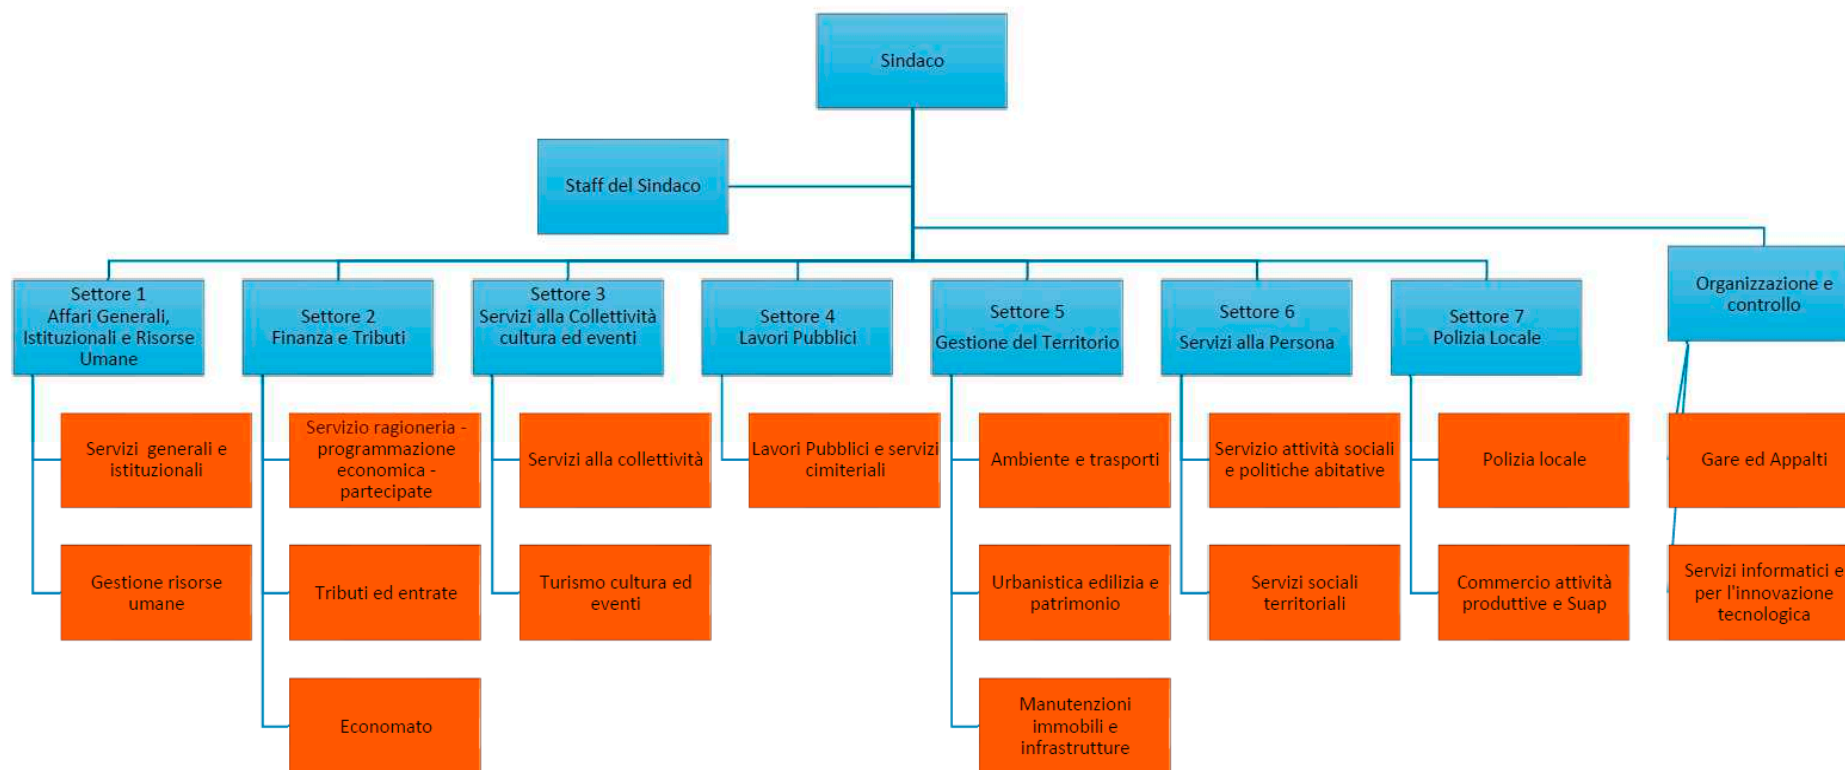 Sindaco
Staff del Sindaco
Settore 1
Affari Generali,
Istituzionali e Risorse
Umane
Settore 2
Finanza e Tributi
Settore 3
Servizi alla Collettività
cultura ed eventi
Settore 4
Lavori Pubblici
Settore 5
Gestione del Territorio
Settore 6
Servizi alla Persona
Settore 7
Polizia Locale
Organizzazione e
controllo
Servizi generali e
istituzionali
Servizio ragioneria -
programmazione
economica -
partecipate
Servizi alla collettività
Lavori Pubblici e servizi
cimiteriali
Ambiente e trasporti
Servizio attività sociali
e politiche abitative
Polizia locale
Gare ed Appalti
Gestione risorse
umane
Tributi ed entrate
Turismo cultura ed
eventi
Urbanistica edilizia e
patrimonio
Servizi sociali
territoriali
Commercio attività
produttive e Suap
Servizi informatici e
per l'innovazione
tecnologica
Economato
Manutenzioni
immobili e
infrastrutture